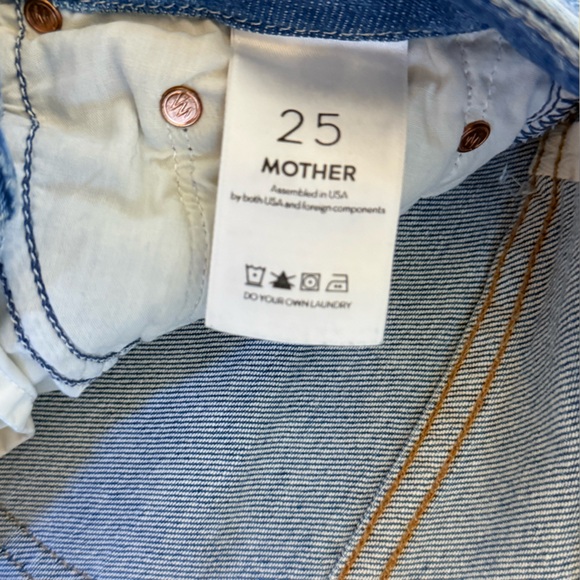 25
MOTHER
Assembled in USA
by both USA and foreign components
DO YOUR OWN LAUNDRY